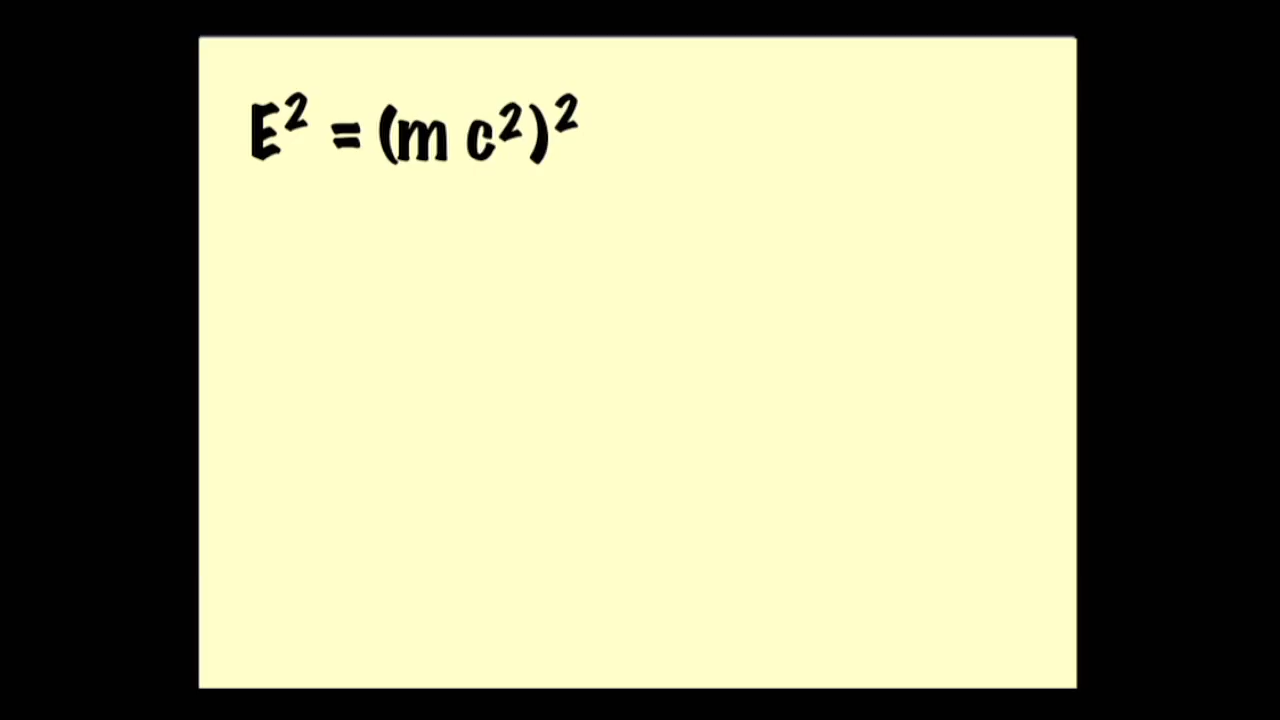 E² = (m c²)²